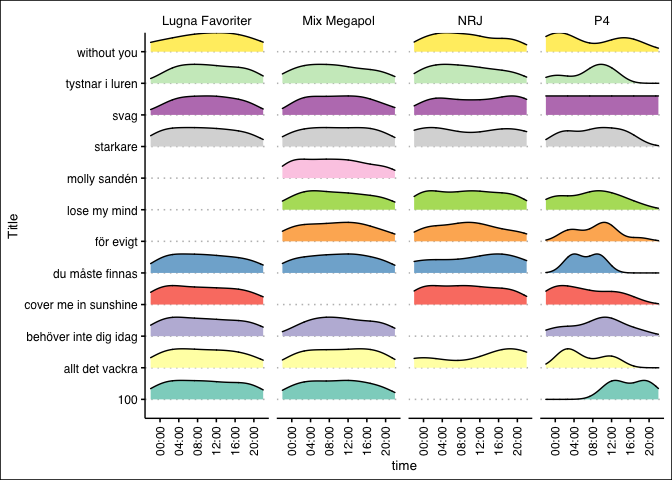 Lugna Favoriter Mix Megapol NRJ P4
without you
tystnar i luren
svag
starkare
molly sandén
lose my mind
för evigt
du måste finnas
cover me in sunshine
behöver inte dig idag
allt det vackra
100
Title
00:00 04:00 08:00 12:00 16:00 20:00 00:00 04:00 08:00 12:00 16:00 20:00 00:00 04:00 08:00 12:00 16:00 20:00 00:00 04:00 08:00 12:00 16:00 20:00
time